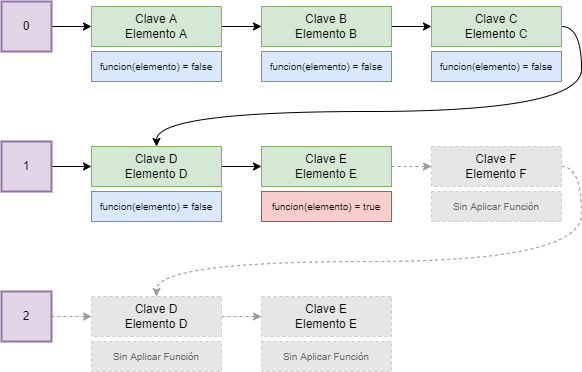 0
Clave A
Elemento A
Clave B
Elemento B
Clave C
Elemento C
funcion(elemento) = false
funcion(elemento) = false
funcion(elemento) = false
1
Clave D
Elemento D
Clave E
Elemento E
Clave F
Elemento F
funcion(elemento) = false
funcion(elemento) = true
Sin Aplicar Función
2
Clave D
Elemento D
Clave E
Elemento E
Sin Aplicar Función
Sin Aplicar Función